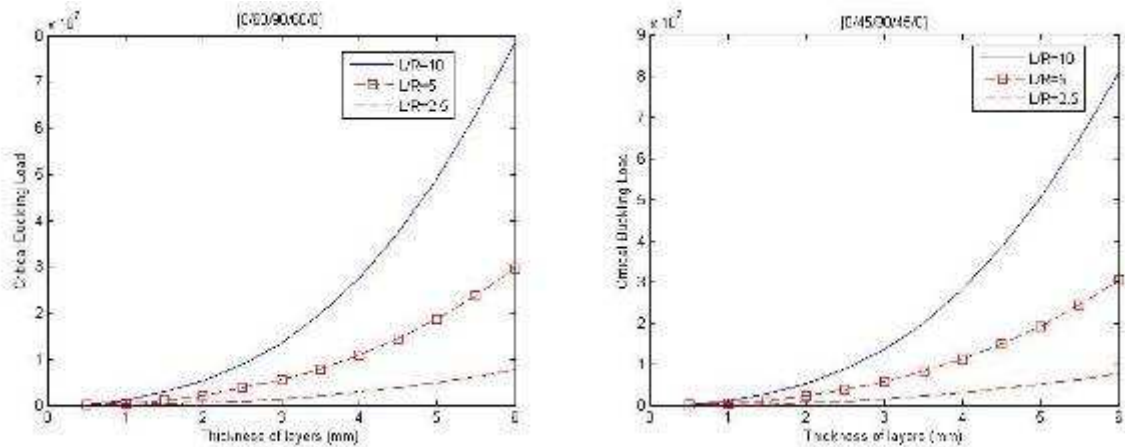 [0/60/90/60/0]
x 10^7
8
7
6
5
4
3
2
1
0
Critical Buckling Load
L/R=10
L/R=5
L/R=2.5
0 1 2 3 4 5 6
Thickness of layers (mm)
[0/45/90/45/0]
x 10^7
9
8
7
6
5
4
3
2
1
0
Critical Buckling Load
L/R=10
L/R=5
L/R=2.5
0 1 2 3 4 5 6
Thickness of layers (mm)